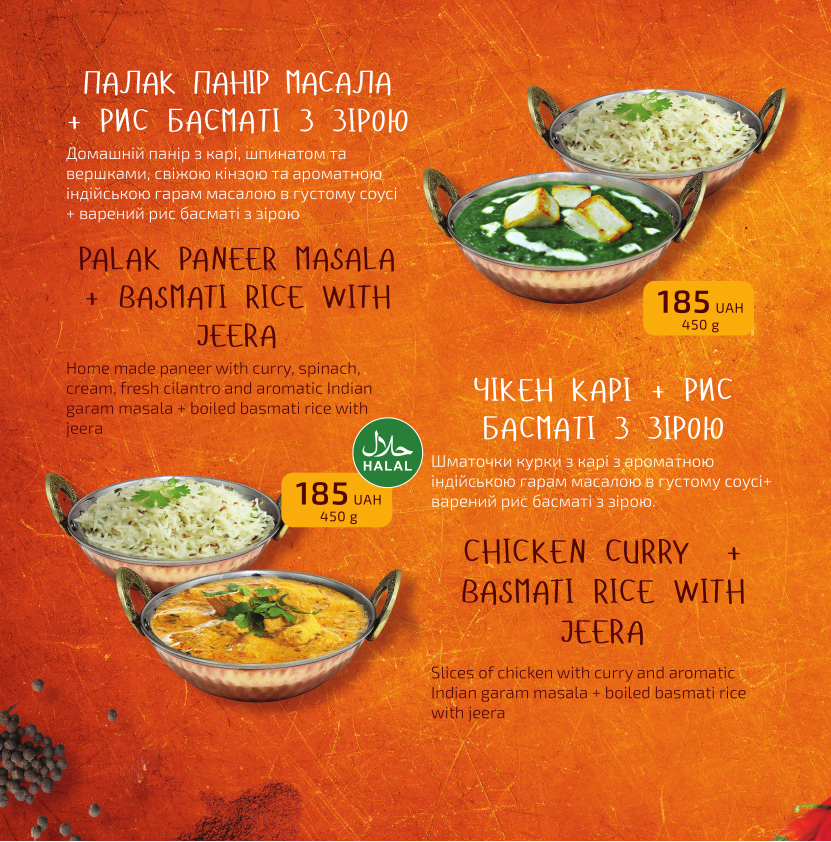 ПАЛАК ПАНІР МАСАЛА
+ РИС БАСМАТІ З ЗІРОЮ
Домашній панір з карі, шпинатом та
вершками, свіжою кінзою та ароматною
індійською гарам масалою в густому соусі
+ варений рис басматі з зірою
PALAK PANEER MASALA
+ BASMATI RICE WITH
JEERA
Home made paneer with curry, spinach,
cream, fresh cilantro and aromatic Indian
garam masala + boiled basmati rice with
jeera
185 UAH
450 g
ЧІКЕН КАРІ + РИС
БАСМАТІ З ЗІРОЮ
Шматочки курки з карі з ароматною
індійською гарам масалою в густому соусі+
варений рис басматі з зірою.
حلال
HALAL
185 UAH
450 g
CHICKEN CURRY +
BASMATI RICE WITH
JEERA
Slices of chicken with curry and aromatic
Indian garam masala + boiled basmati rice
with jeera